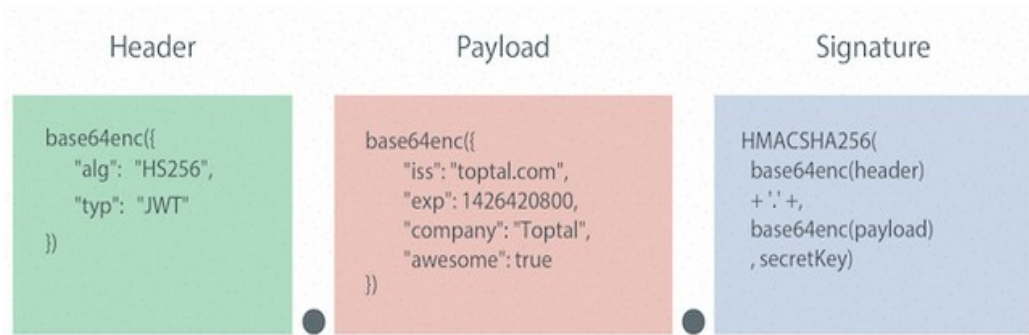 Header
base64enc({
"alg": "HS256",
"typ": "JWT"
})
Payload
base64enc({
"iss": "toptal.com",
"exp": 1426420800,
"company": "Toptal",
"awesome": true
})
Signature
HMACSHA256(
base64enc(header)
+ '.' +,
base64enc(payload)
, secretKey)